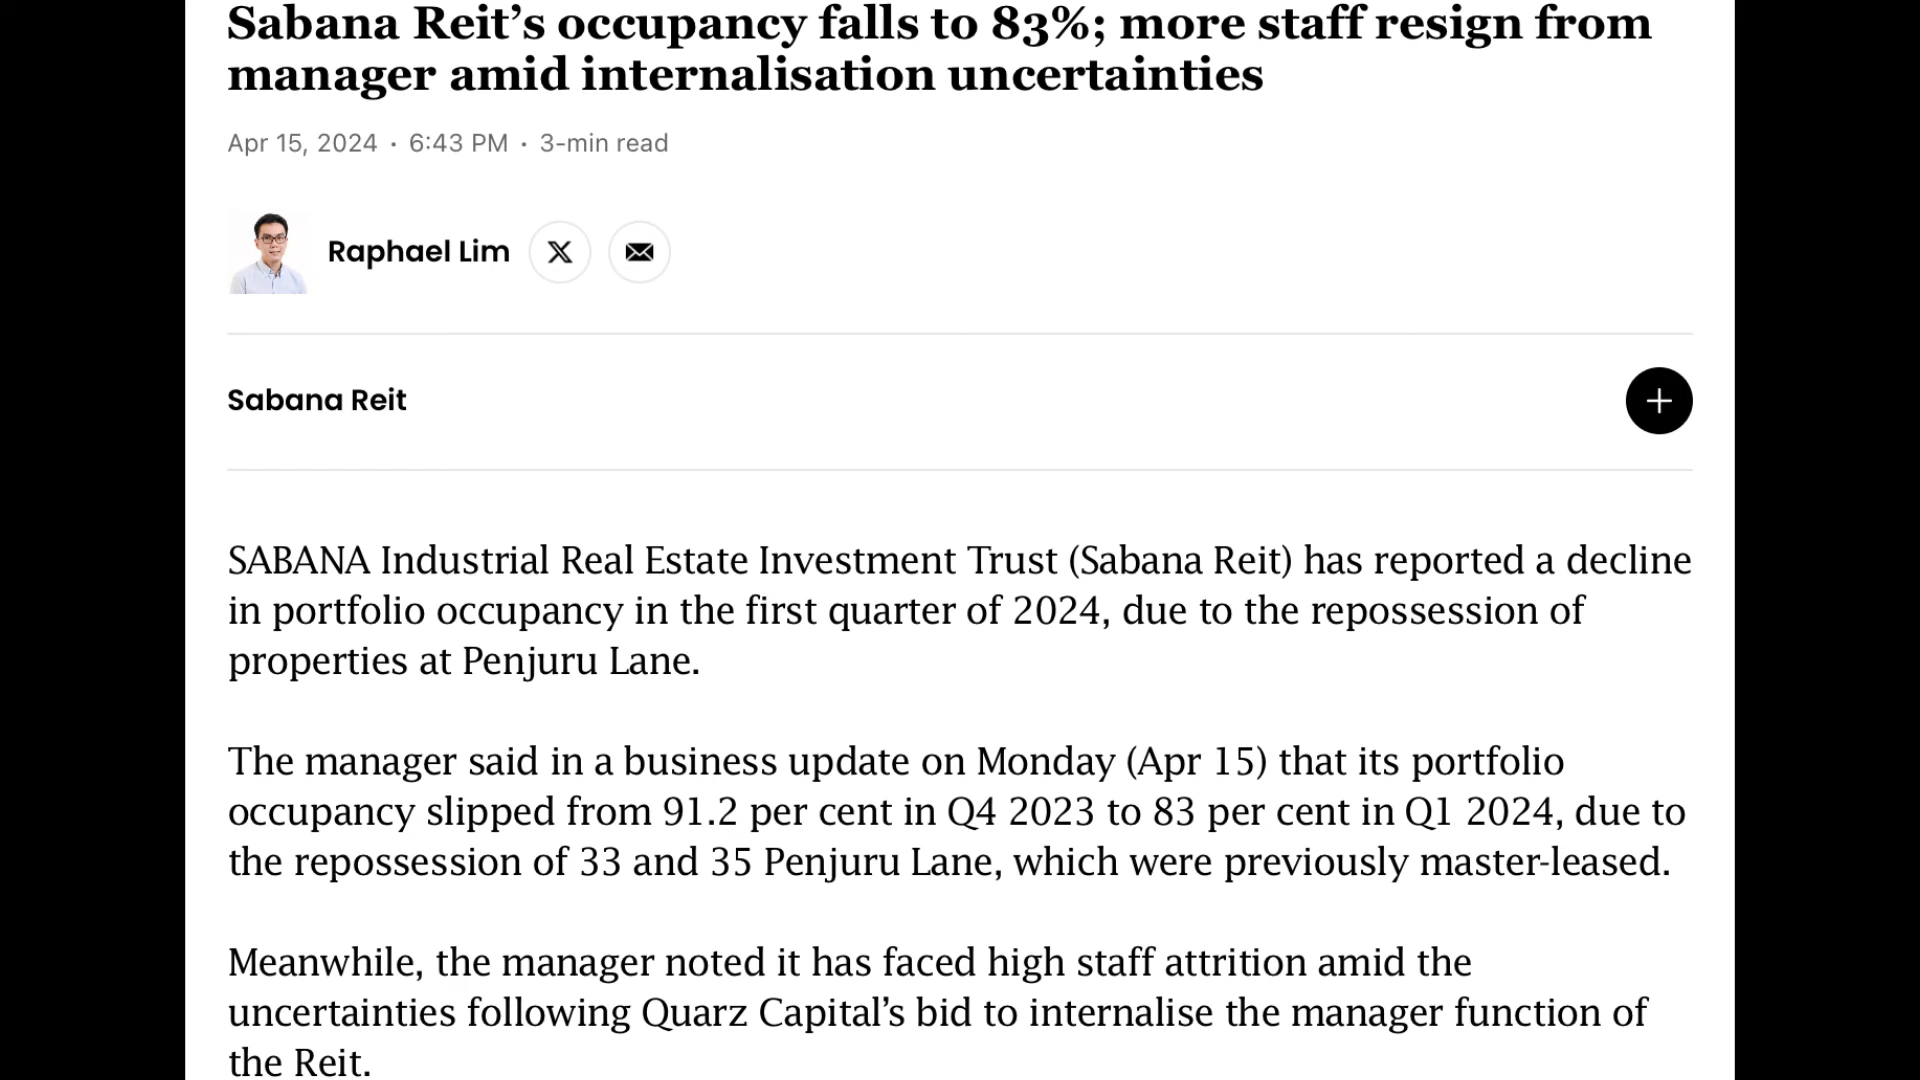 Sabana Reit’s occupancy falls to 83%; more staff resign from
manager amid internalisation uncertainties
Apr 15, 2024 · 6:43 PM · 3-min read
Raphael Lim
Sabana Reit
SABANA Industrial Real Estate Investment Trust (Sabana Reit) has reported a decline
in portfolio occupancy in the first quarter of 2024, due to the repossession of
properties at Penjuru Lane.
The manager said in a business update on Monday (Apr 15) that its portfolio
occupancy slipped from 91.2 per cent in Q4 2023 to 83 per cent in Q1 2024, due to
the repossession of 33 and 35 Penjuru Lane, which were previously master-leased.
Meanwhile, the manager noted it has faced high staff attrition amid the
uncertainties following Quarz Capital’s bid to internalise the manager function of
the Reit.